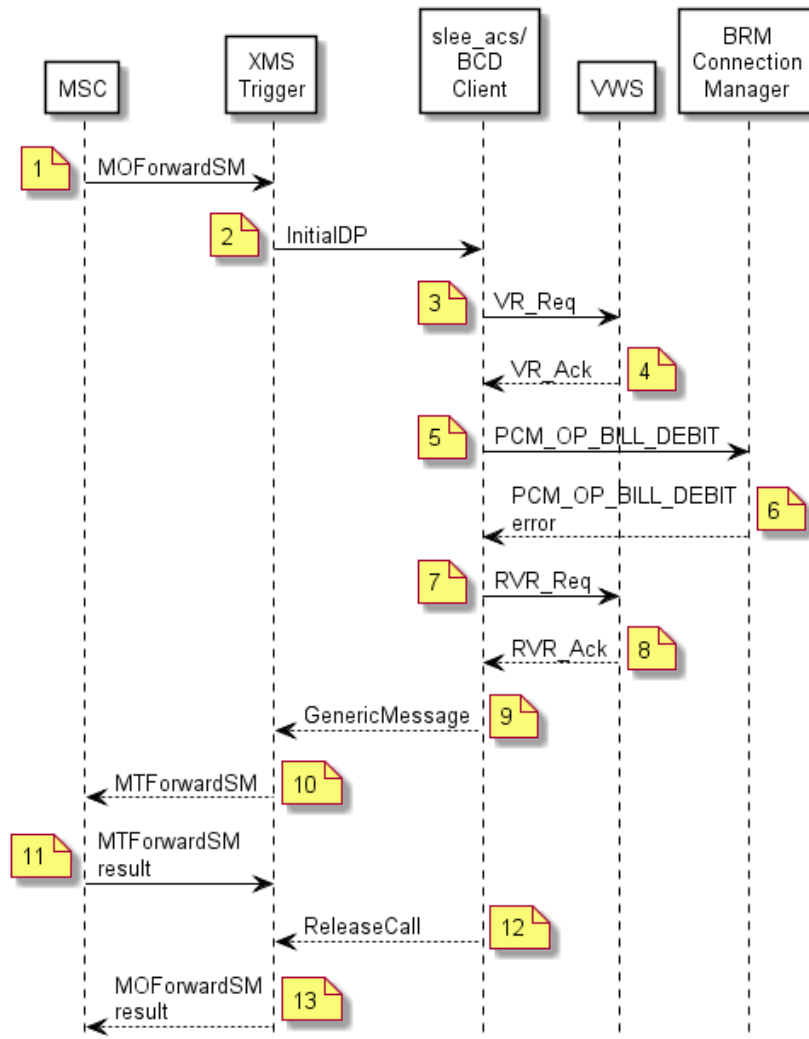 MSC
XMS
Trigger
slee_acs/
BCD
Client
VWS
BRM
Connection
Manager
1
MOForwardSM
2
InitialDP
3
VR_Req
VR_Ack
4
5
PCM_OP_BILL_DEBIT
PCM_OP_BILL_DEBIT
error
6
7
RVR_Req
RVR_Ack
8
GenericMessage
9
MTForwardSM
10
11
MTForwardSM
result
ReleaseCall
12
MOForwardSM
result
13